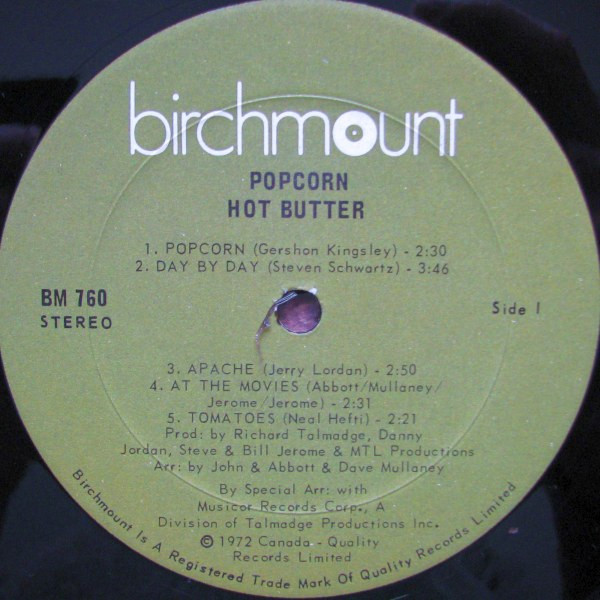 birchmount
POPCORN
HOT BUTTER
1. POPCORN (Gershon Kingsley) - 2:30
2. DAY BY DAY (Steven Schwartz) - 3:46
BM 760
STEREO
Side 1
3. APACHE (Jerry Lordan) - 2:50
4. AT THE MOVIES (Abbott/Mullaney/
Jerome/Jerome) - 2:31
5. TOMATOES (Neal Hefti) - 2:21
Prod: by Richard Talmadge, Danny
Jordan, Steve & Bill Jerome & MTL Productions
Arr: by John & Abbott & Dave Mullaney
By Special Arr: with
Musicor Records Corp., A
Division of Talmadge Productions Inc.
© 1972 Canada - Quality
Records Limited
Birchmount Is A Registered Trade Mark Of Quality Records Limited